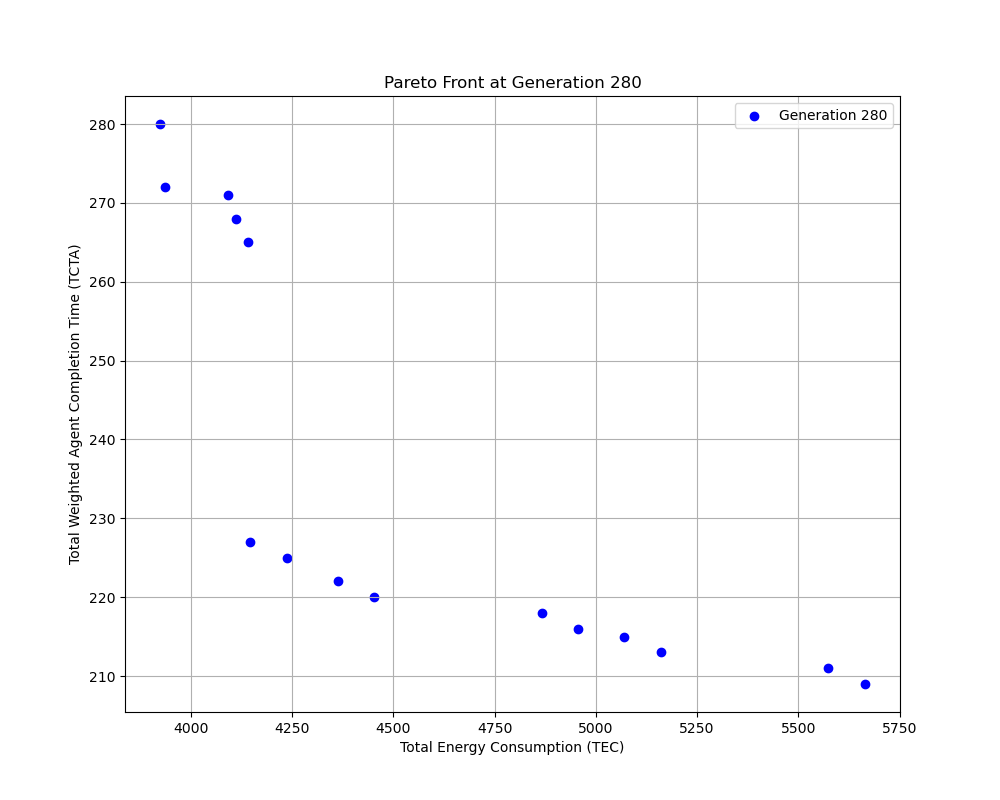 Pareto Front at Generation 280
Generation 280
Total Weighted Agent Completion Time (TCTA)
280
270
260
250
240
230
220
210
4000 4250 4500 4750 5000 5250 5500 5750
Total Energy Consumption (TEC)